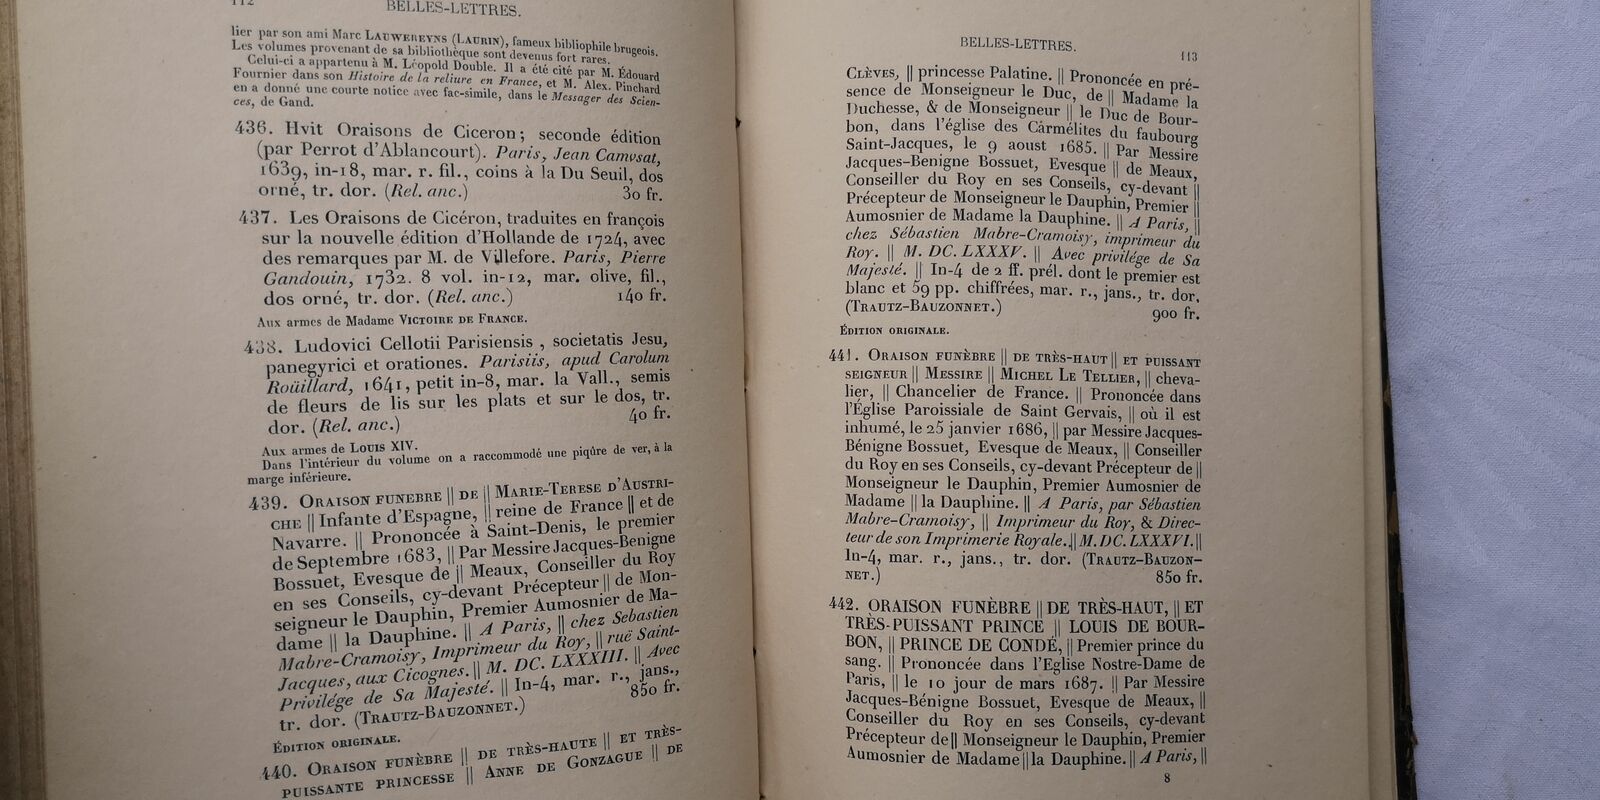 112
BELLES-LETTRES.
lier par son ami Marc LAUWEREYNS (LAURIN), fameux bibliophile brugeois.
Les volumes provenant de sa bibliothèque sont devenus fort rares.
Celui-ci a appartenu à M. Léopold Double. Il a été cité par M. Édouard
Fournier dans son Histoire de la reliure en France, et M. Alex. Pinchard
en a donné une courte notice avec fac-simile, dans le Messager des Scien-
ces, de Gand.
436. Hvit Oraisons de Ciceron; seconde édition
(par Perrot d'Ablancourt). Paris, Jean Camvsat,
1639, in-18, mar. r. fil., coins à la Du Seuil, dos
orné, tr. dor. (Rel. anc.) 30 fr.
437. Les Oraisons de Cicéron, traduites en françois
sur la nouvelle édition d'Hollande de 1724, avec
des remarques par M. de Villefore. Paris, Pierre
Gandouin, 1732. 8 vol. in-12, mar. olive, fil.,
dos orné, tr. dor. (Rel. anc.) 140 fr.
Aux armes de Madame VICTOIRE DE FRANCE.
438. Ludovici Cellotii Parisiensis, societatis Jesu,
panegyrici et orationes. Parisiis, apud Carolum
Roüillard, 1641, petit in-8, mar. la Vall., semis
de fleurs de lis sur les plats et sur le dos, tr.
dor. (Rel. anc.) 40 fr.
Aux armes de LOUIS XIV.
Dans l'intérieur du volume on a raccommodé une piqûre de ver, à la
marge inférieure.
439. ORAISON FUNEBRE || DE || MARIE-TERESE D'AUSTRI-
CHE || Infante d'Espagne, || reine de France || et de
Navarre. || Prononcée à Saint-Denis, le premier
de Septembre 1683, || Par Messire Jacques-Benigne
Bossuet, Evesque de || Meaux, Conseiller du Roy
en ses Conseils, cy-devant Précepteur || de Mon-
seigneur le Dauphin, Premier Aumosnier de Ma-
dame || la Dauphine. || A Paris, || chez Sebastien
Mabre-Cramoisy, Imprimeur du Roy, || ruë Saint-
Jacques, aux Cicognes. || M. DC. LXXXIII. || Avec
Privilége de Sa Majesté. || In-4, mar. r., jans.,
tr. dor. (TRAUTZ-BAUZONNET.) 850 fr.
ÉDITION ORIGINALE.
440. ORAISON FUNÈBRE || DE TRÈS-HAUTE || ET TRÈS-
PUISSANTE PRINCESSE || ANNE DE GONZAGUE || DE
BELLES-LETTRES.
113
CLÈVES, || princesse Palatine. || Prononcée en pré-
sence de Monseigneur le Duc, de || Madame la
Duchesse, & de Monseigneur || le Duc de Bour-
bon, dans l'église des Cârmélites du faubourg
Saint-Jacques, le 9 aoust 1685. || Par Messire
Jacques-Benigne Bossuet, Evesque || de Meaux,
Conseiller du Roy en ses Conseils, cy-devant ||
Précepteur de Monseigneur le Dauphin, Premier ||
Aumosnier de Madame la Dauphine. || A Paris, ||
chez Sébastien Mabre-Cramoisy, imprimeur du
Roy. || M. DC. LXXXV. || Avec privilége de Sa
Majesté. || In-4 de 2 ff. prél. dont le premier est
blanc et 59 pp. chiffrées, mar. r., jans., tr. dor.
(TRAUTZ-BAUZONNET.) 900 fr.
ÉDITION ORIGINALE.
441. ORAISON FUNÈBRE || DE TRÈS-HAUT || ET PUISSANT
SEIGNEUR || MESSIRE || MICHEL LE TELLIER, || cheva-
lier, || Chancelier de France. || Prononcée dans
l'Église Paroissiale de Saint Gervais, || où il est
inhumé, le 25 janvier 1686, || par Messire Jacques-
Bénigne Bossuet, Evesque de Meaux, || Conseiller
du Roy en ses Conseils, cy-devant Précepteur de ||
Monseigneur le Dauphin, Premier Aumosnier de
Madame || la Dauphine. || A Paris, par Sébastien
Mabre-Cramoisy, || Imprimeur du Roy, & Direc-
teur de son Imprimerie Royale. || M. DC. LXXXVI. ||
In-4, mar. r., jans., tr. dor. (TRAUTZ-BAUZON-
NET.) 850 fr.
442. ORAISON FUNÈBRE || DE TRÈS-HAUT, || ET
TRÈS-PUISSANT PRINCE || LOUIS DE BOUR-
BON, || PRINCE DE CONDÉ, || Premier prince du
sang. || Prononcée dans l'Eglise Nostre-Dame de
Paris, || le 10 jour de mars 1687. || Par Messire
Jacques-Bénigne Bossuet, Evesque de Meaux, ||
Conseiller du Roy en ses Conseils, cy-devant
Précepteur de || Monseigneur le Dauphin, Premier
Aumosnier de Madame || la Dauphine. || A Paris, ||
8